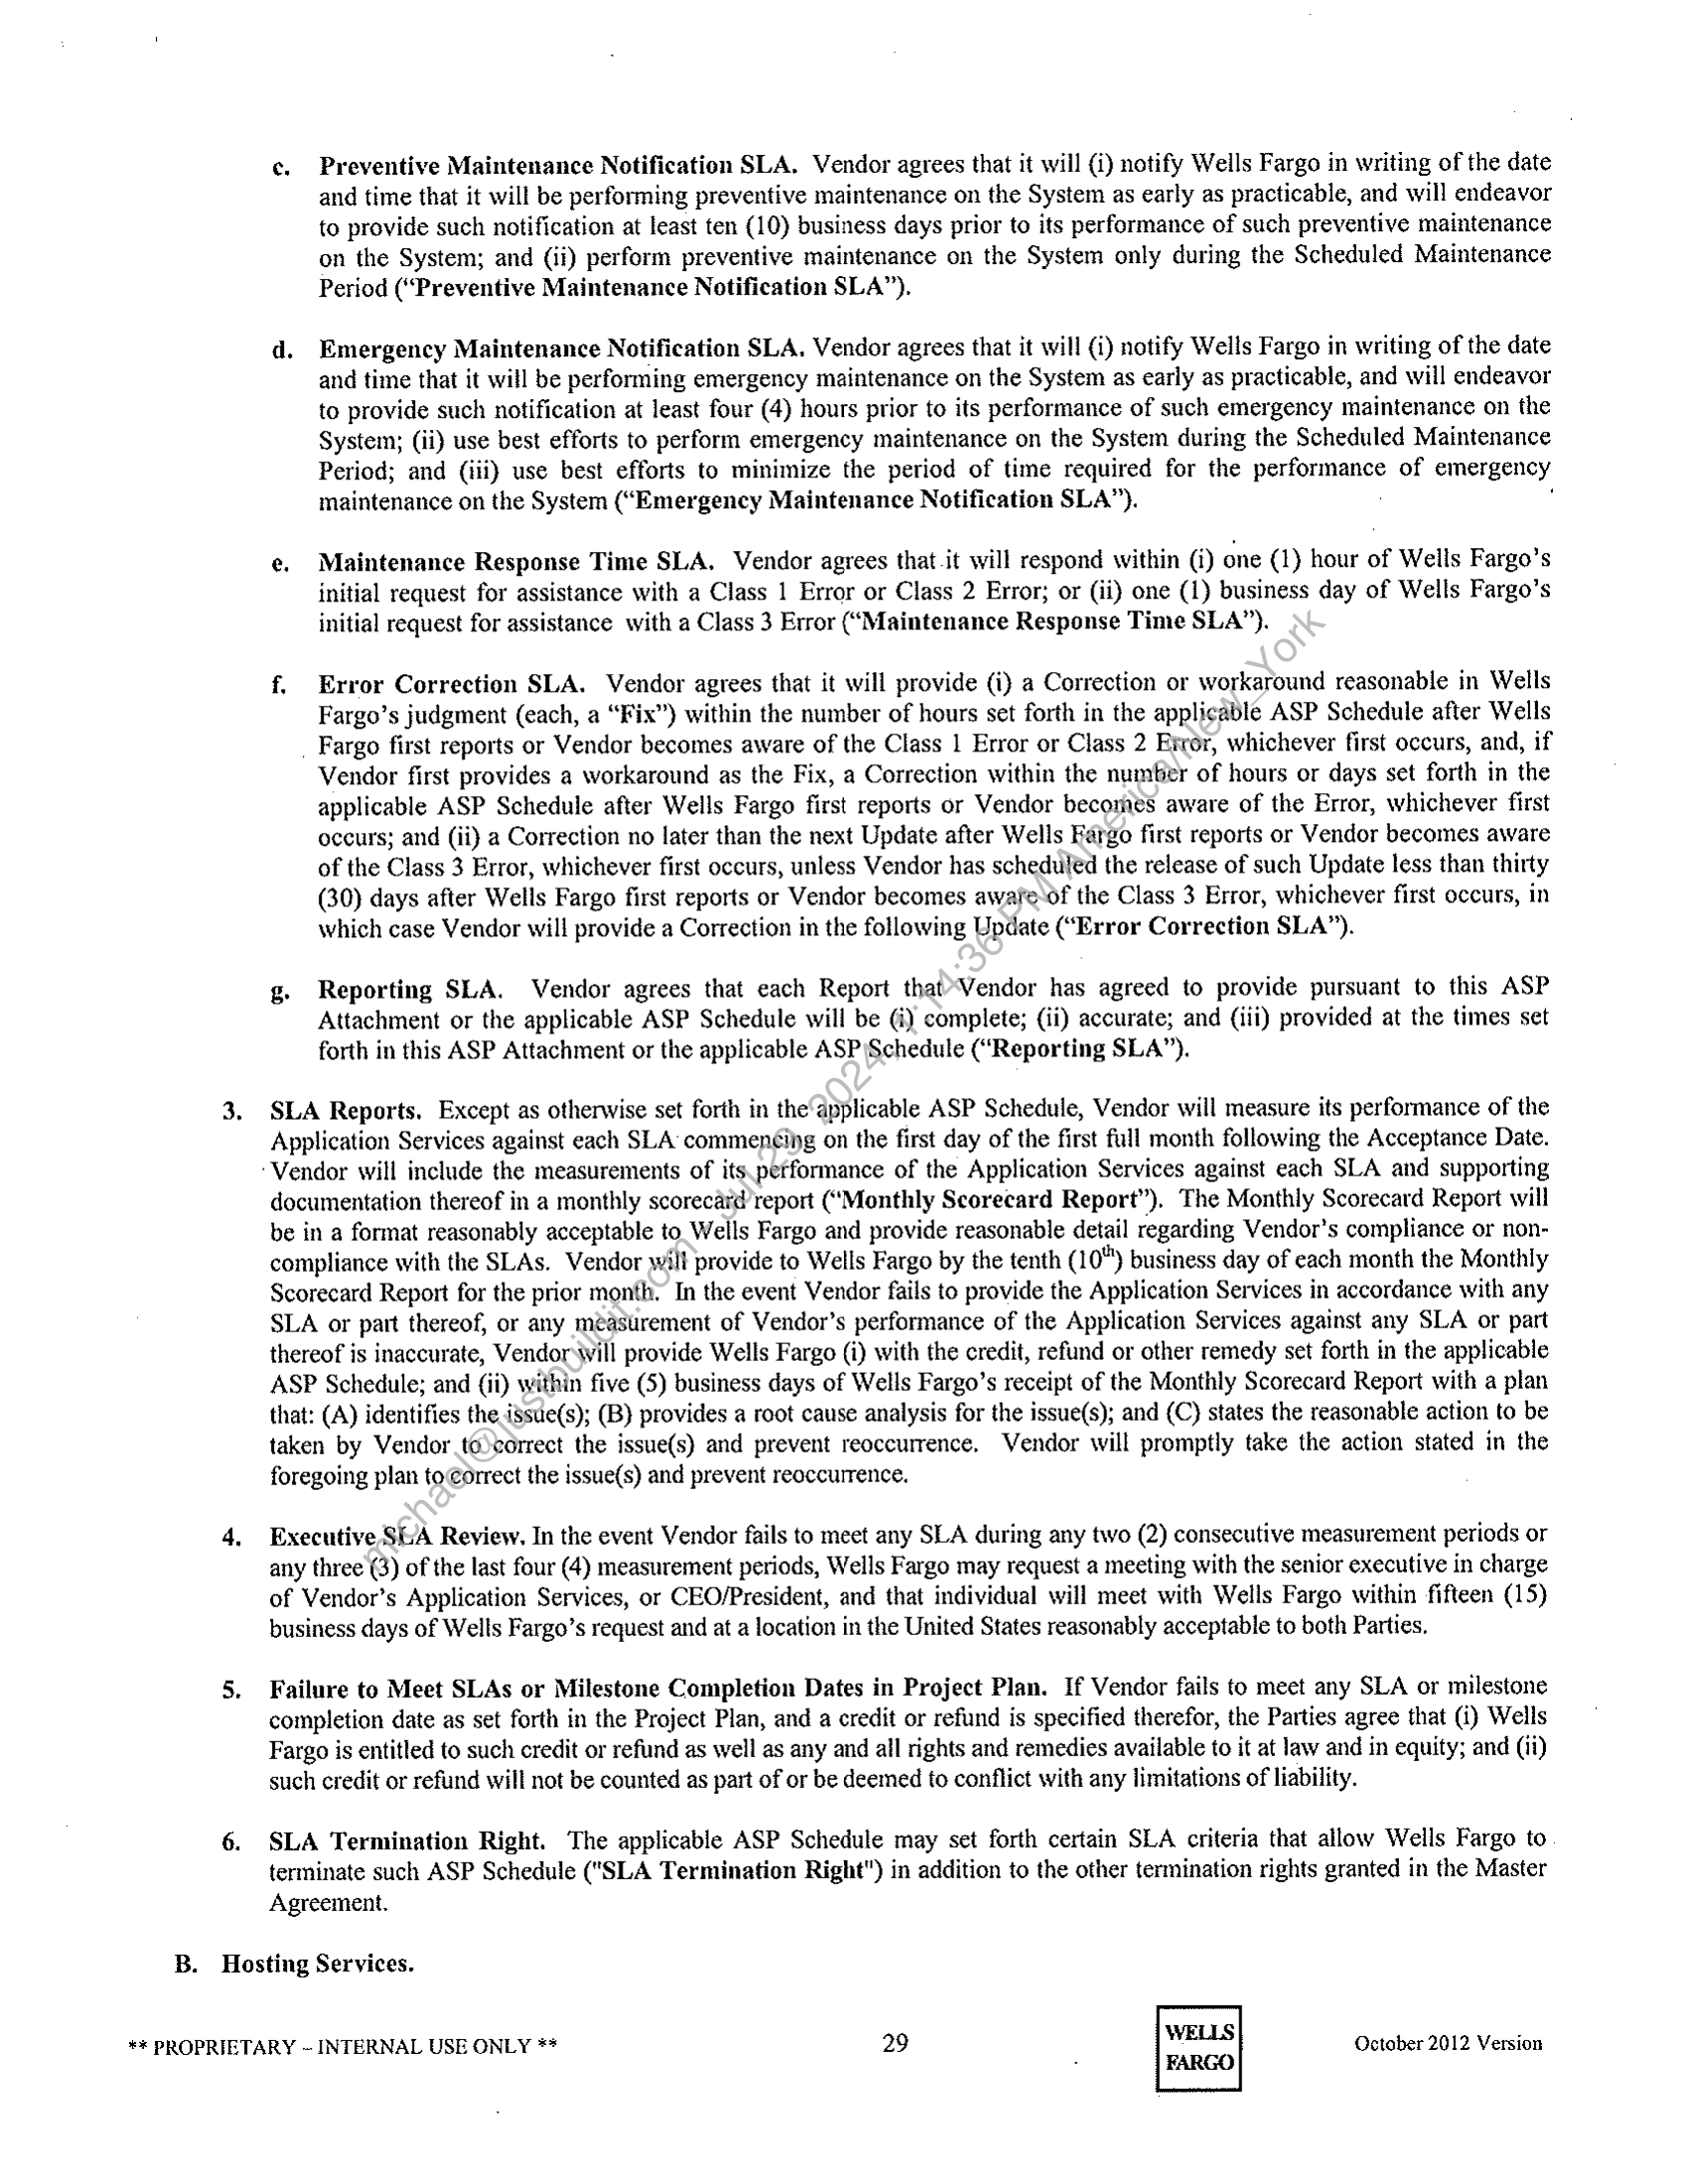 c. Preventive Maintenance Notification SLA. Vendor agrees that it will (i) notify Wells Fargo in writing of the date
and time that it will be performing preventive maintenance on the System as early as practicable, and will endeavor
to provide such notification at least ten (10) business days prior to its performance of such preventive maintenance
on the System; and (ii) perform preventive maintenance on the System only during the Scheduled Maintenance
Period (“Preventive Maintenance Notification SLA”).
d. Emergency Maintenance Notification SLA. Vendor agrees that it will (i) notify Wells Fargo in writing of the date
and time that it will be performing emergency maintenance on the System as early as practicable, and will endeavor
to provide such notification at least four (4) hours prior to its performance of such emergency maintenance on the
System; (ii) use best efforts to perform emergency maintenance on the System during the Scheduled Maintenance
Period; and (iii) use best efforts to minimize the period of time required for the performance of emergency
maintenance on the System (“Emergency Maintenance Notification SLA”).
e. Maintenance Response Time SLA. Vendor agrees that it will respond within (i) one (1) hour of Wells Fargo’s
initial request for assistance with a Class 1 Error or Class 2 Error; or (ii) one (1) business day of Wells Fargo’s
initial request for assistance with a Class 3 Error (“Maintenance Response Time SLA”).
f. Error Correction SLA. Vendor agrees that it will provide (i) a Correction or workaround reasonable in Wells
Fargo’s judgment (each, a “Fix”) within the number of hours set forth in the applicable ASP Schedule after Wells
Fargo first reports or Vendor becomes aware of the Class 1 Error or Class 2 Error, whichever first occurs, and, if
Vendor first provides a workaround as the Fix, a Correction within the number of hours or days set forth in the
applicable ASP Schedule after Wells Fargo first reports or Vendor becomes aware of the Error, whichever first
occurs; and (ii) a Correction no later than the next Update after Wells Fargo first reports or Vendor becomes aware
of the Class 3 Error, whichever first occurs, unless Vendor has scheduled the release of such Update less than thirty
(30) days after Wells Fargo first reports or Vendor becomes aware of the Class 3 Error, whichever first occurs, in
which case Vendor will provide a Correction in the following Update (“Error Correction SLA”).
g. Reporting SLA. Vendor agrees that each Report that Vendor has agreed to provide pursuant to this ASP
Attachment or the applicable ASP Schedule will be (i) complete; (ii) accurate; and (iii) provided at the times set
forth in this ASP Attachment or the applicable ASP Schedule (“Reporting SLA”).
3. SLA Reports. Except as otherwise set forth in the applicable ASP Schedule, Vendor will measure its performance of the
Application Services against each SLA commencing on the first day of the first full month following the Acceptance Date.
Vendor will include the measurements of its performance of the Application Services against each SLA and supporting
documentation thereof in a monthly scorecard report (“Monthly Scorecard Report”). The Monthly Scorecard Report will
be in a format reasonably acceptable to Wells Fargo and provide reasonable detail regarding Vendor’s compliance or non-
compliance with the SLAs. Vendor will provide to Wells Fargo by the tenth (10th) business day of each month the Monthly
Scorecard Report for the prior month. In the event Vendor fails to provide the Application Services in accordance with any
SLA or part thereof, or any measurement of Vendor’s performance of the Application Services against any SLA or part
thereof is inaccurate, Vendor will provide Wells Fargo (i) with the credit, refund or other remedy set forth in the applicable
ASP Schedule; and (ii) within five (5) business days of Wells Fargo’s receipt of the Monthly Scorecard Report with a plan
that: (A) identifies the issue(s); (B) provides a root cause analysis for the issue(s); and (C) states the reasonable action to be
taken by Vendor to correct the issue(s) and prevent reoccurrence. Vendor will promptly take the action stated in the
foregoing plan to correct the issue(s) and prevent reoccurrence.
4. Executive SLA Review. In the event Vendor fails to meet any SLA during any two (2) consecutive measurement periods or
any three (3) of the last four (4) measurement periods, Wells Fargo may request a meeting with the senior executive in charge
of Vendor’s Application Services, or CEO/President, and that individual will meet with Wells Fargo within fifteen (15)
business days of Wells Fargo’s request and at a location in the United States reasonably acceptable to both Parties.
5. Failure to Meet SLAs or Milestone Completion Dates in Project Plan. If Vendor fails to meet any SLA or milestone
completion date as set forth in the Project Plan, and a credit or refund is specified therefor, the Parties agree that (i) Wells
Fargo is entitled to such credit or refund as well as any and all rights and remedies available to it at law and in equity; and (ii)
such credit or refund will not be counted as part of or be deemed to conflict with any limitations of liability.
6. SLA Termination Right. The applicable ASP Schedule may set forth certain SLA criteria that allow Wells Fargo to
terminate such ASP Schedule ("SLA Termination Right") in addition to the other termination rights granted in the Master
Agreement.
B. Hosting Services.
** PROPRIETARY – INTERNAL USE ONLY **
29
WELLS
FARGO
October 2012 Version
michael@justbuildit.com Jul 29, 2024, 1:14:36 PM America/New_York